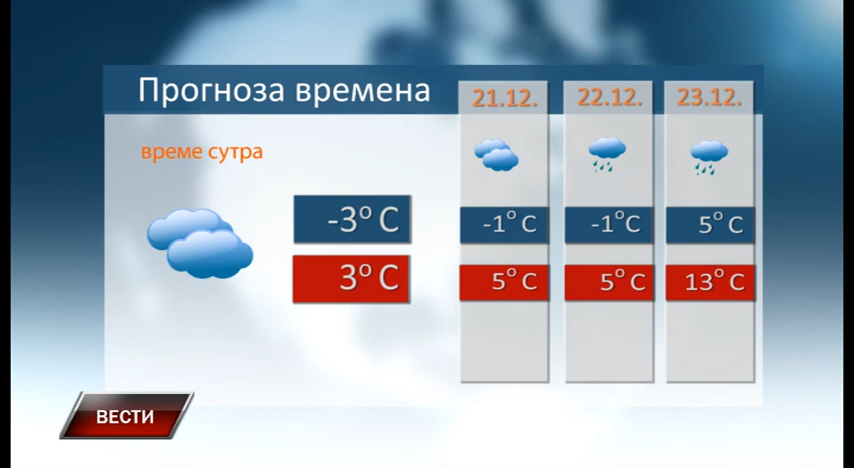 Прогноза времена
време сутра
-3° C
3° C
21.12.
-1° C
5° C
22.12.
-1°C
5° C
23.12.
5° C
13° C
ВЕСТИ